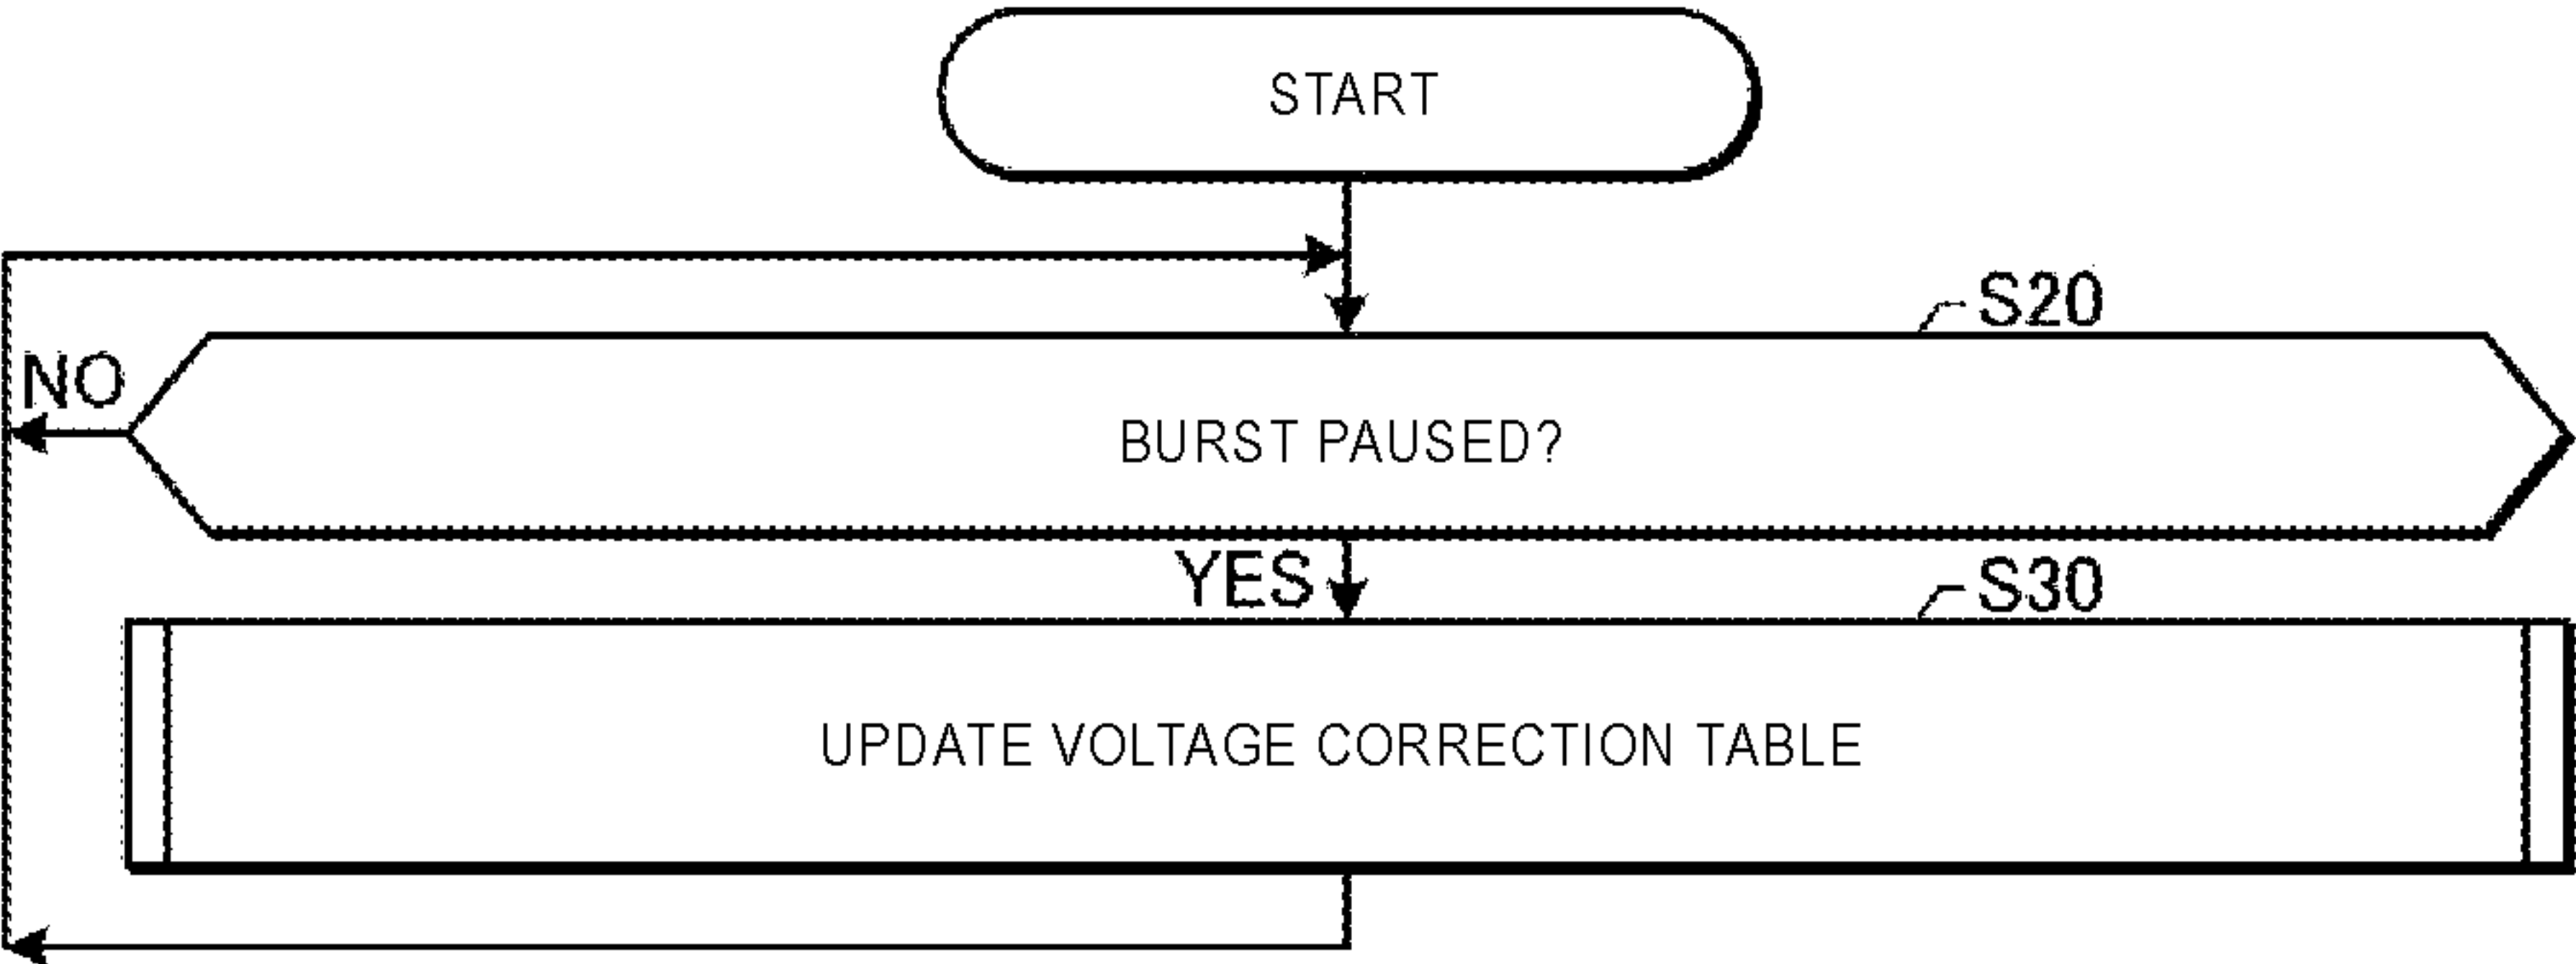 START
S20
NO
BURST PAUSED?
YES
S30
UPDATE VOLTAGE CORRECTION TABLE